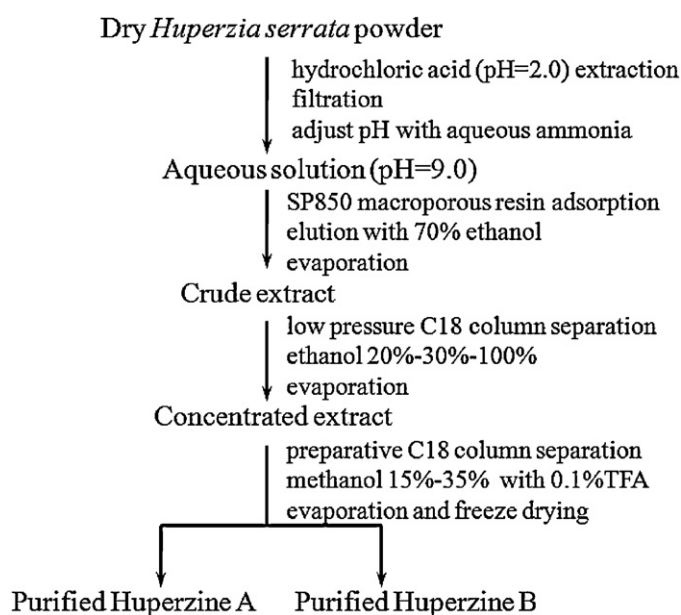 Dry Huperzia serrata powder
hydrochloric acid (pH=2.0) extraction
filtration
adjust pH with aqueous ammonia
Aqueous solution (pH=9.0)
SP850 macroporous resin adsorption
elution with 70% ethanol
evaporation
Crude extract
low pressure C18 column separation
ethanol 20%-30%-100%
evaporation
Concentrated extract
preparative C18 column separation
methanol 15%-35% with 0.1%TFA
evaporation and freeze drying
Purified Huperzine A Purified Huperzine B